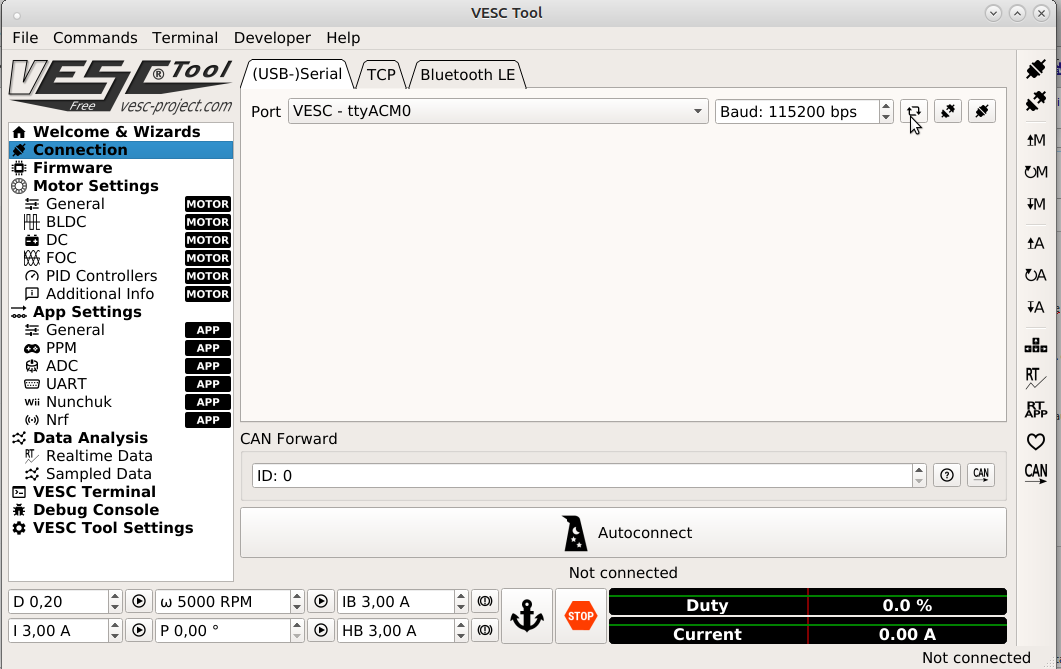 VESC Tool
File Commands Terminal Developer Help
VESC ® Tool
Free vesc-project.com
(USB-)Serial TCP Bluetooth LE
Port VESC - ttyACM0 Baud: 115200 bps
Welcome & Wizards
Connection
Firmware
Motor Settings
General MOTOR
BLDC MOTOR
DC MOTOR
FOC MOTOR
PID Controllers MOTOR
Additional Info MOTOR
App Settings
General APP
PPM APP
ADC APP
UART APP
Wii Nunchuk APP
Nrf APP
Data Analysis
RT Realtime Data
Sampled Data
VESC Terminal
Debug Console
VESC Tool Settings
CAN Forward
ID: 0 CAN
Autoconnect
Not connected
D 0,20 ω 5000 RPM IB 3,00 A
I 3,00 A P 0,00 ° HB 3,00 A
STOP
Duty 0.0 %
Current 0.00 A
Not connected
M
M
M
A
A
A
RT
RT
APP
CAN